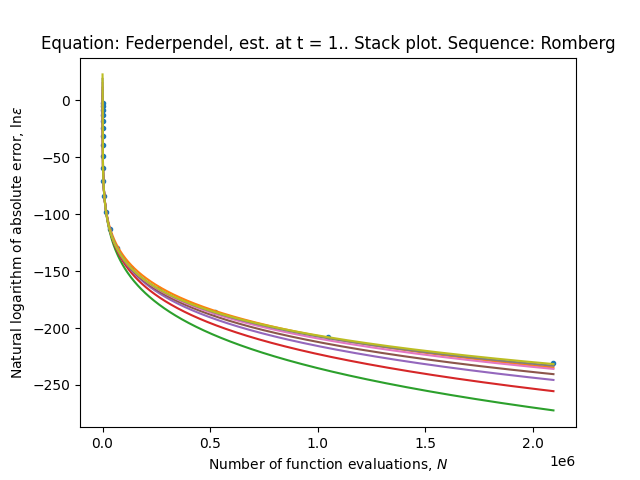 Equation: Federpendel, est. at t = 1.. Stack plot. Sequence: Romberg
Natural logarithm of absolute error, lnε
0
−50
−100
−150
−200
−250
0.0 0.5 1.0 1.5 2.0
1e6
Number of function evaluations, N